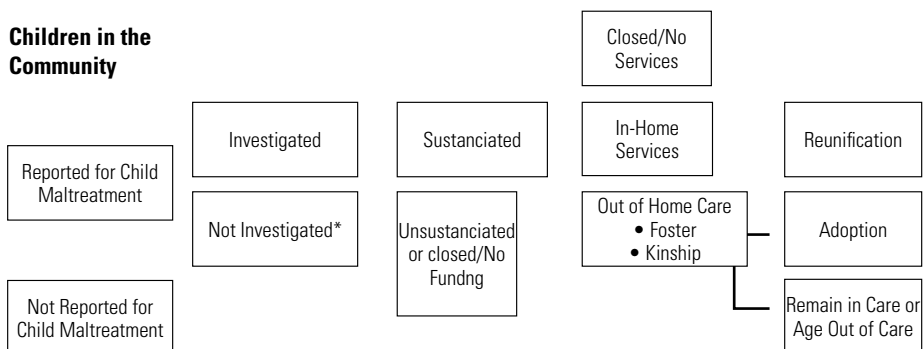 Children in the
Community
Reported for Child
Maltreatment
Not Reported for
Child Maltreatment
Investigated
Not Investigated*
Sustanciated
Unsustanciated
or closed/No
Fundng
Closed/No
Services
In-Home
Services
Out of Home Care
• Foster
• Kinship
Reunification
Adoption
Remain in Care or
Age Out of Care